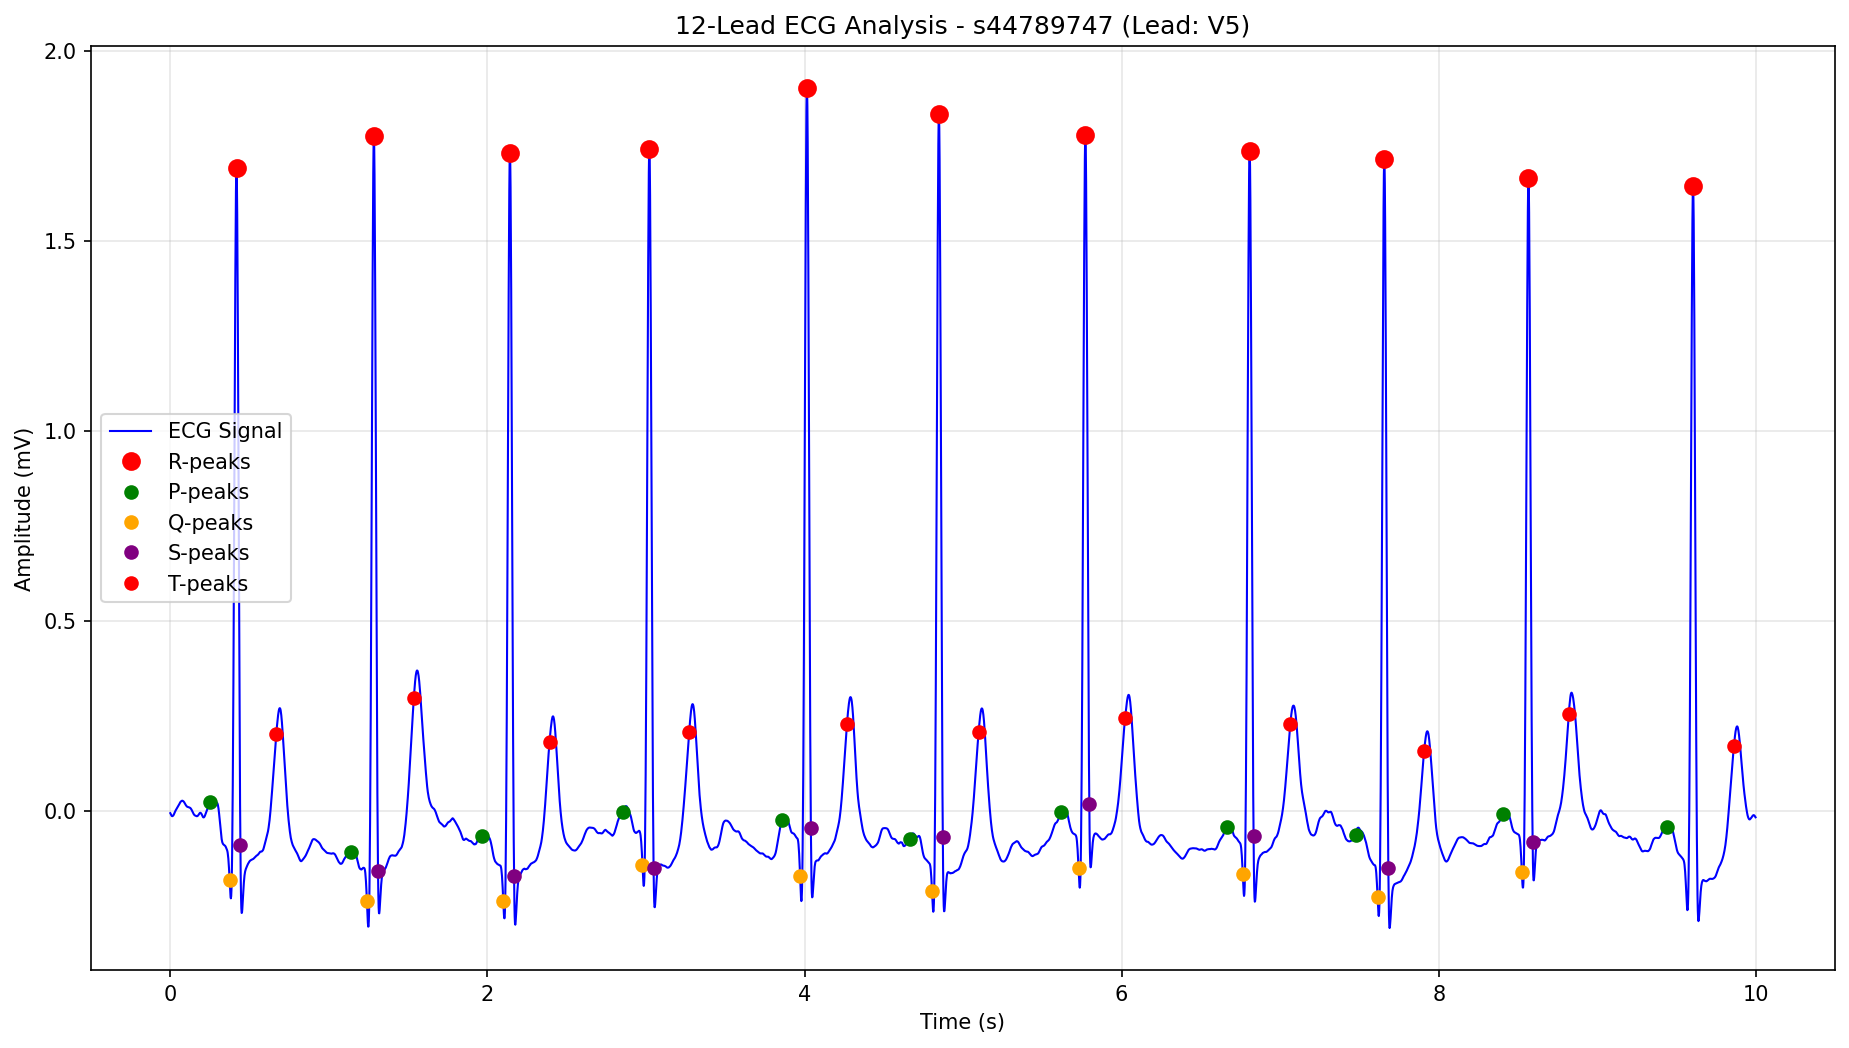 12-Lead ECG Analysis - s44789747 (Lead: V5)
2.0
1.5
1.0
0.5
0.0
Amplitude (mV)
ECG Signal
R-peaks
P-peaks
Q-peaks
S-peaks
T-peaks
0 2 4 6 8 10
Time (s)